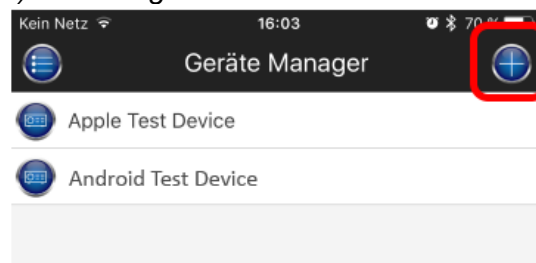 Kein Netz 16:03 70 %
Geräte Manager
Apple Test Device
Android Test Device